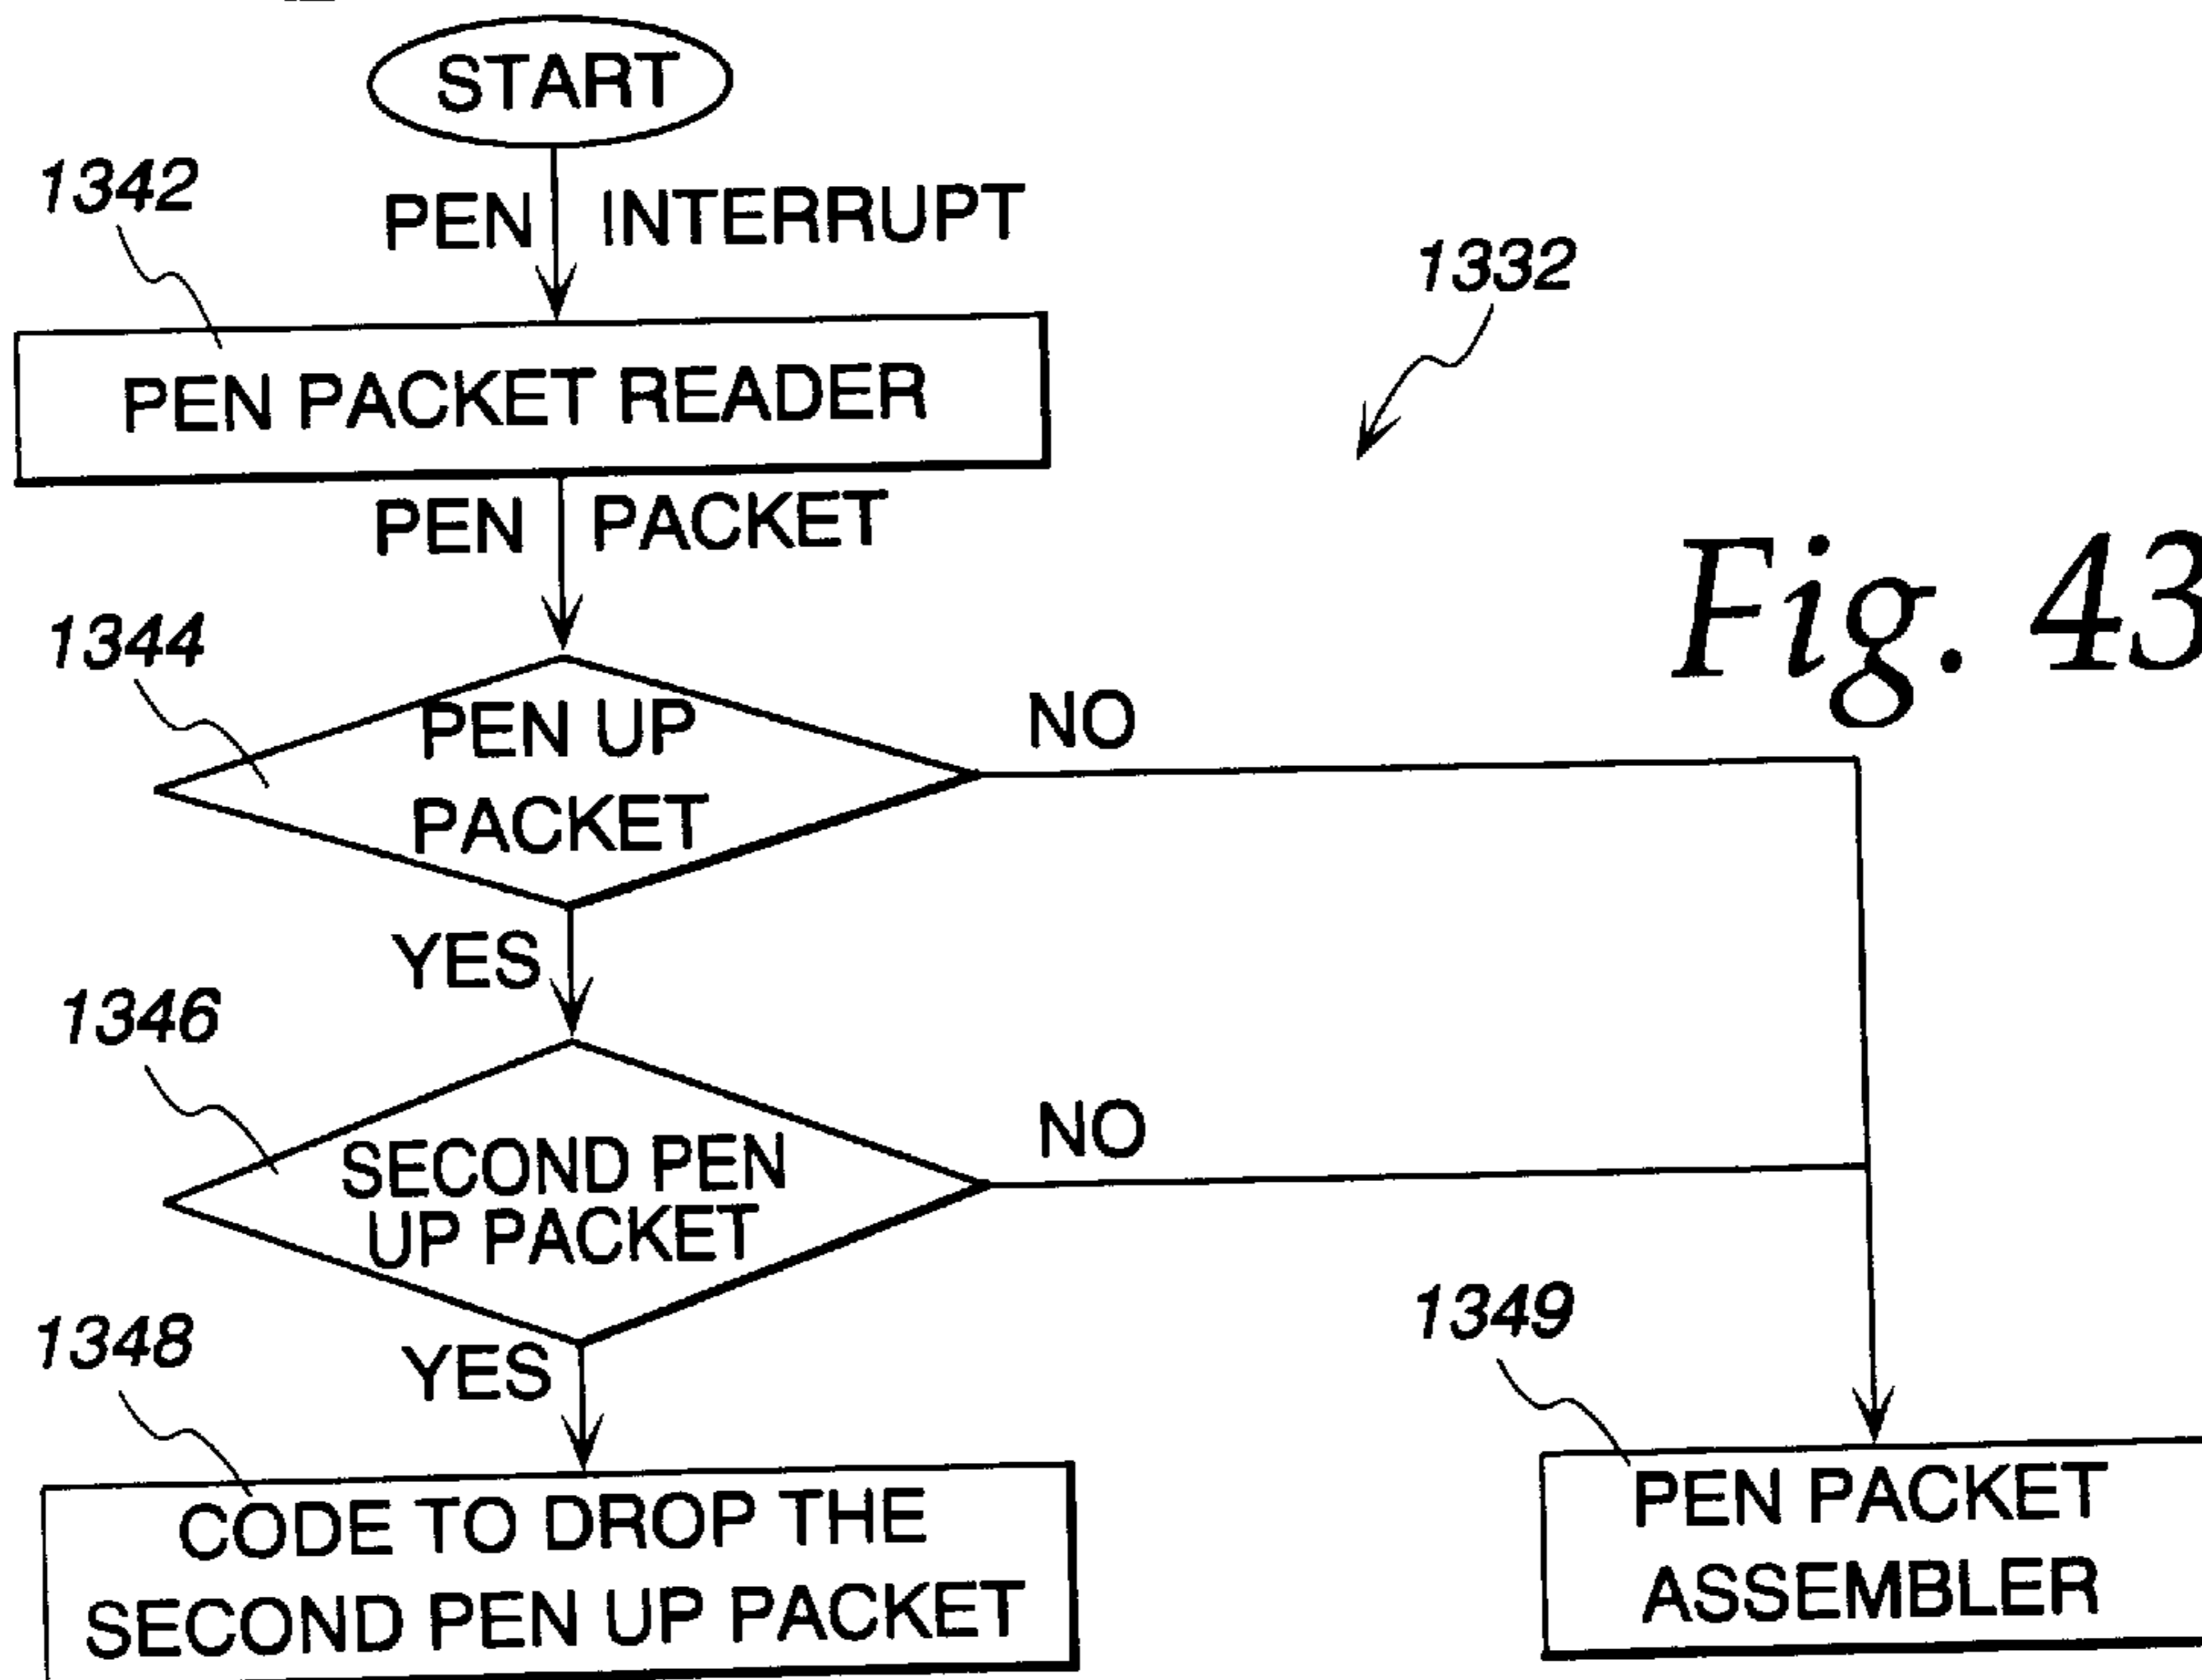 START
PEN INTERRUPT
1342
1332
PEN PACKET READER
PEN PACKET
Fig. 43
1344
PEN UP
PACKET
NO
YES
1346
SECOND PEN
UP PACKET
NO
1348
YES
1349
CODE TO DROP THE
SECOND PEN UP PACKET
PEN PACKET
ASSEMBLER